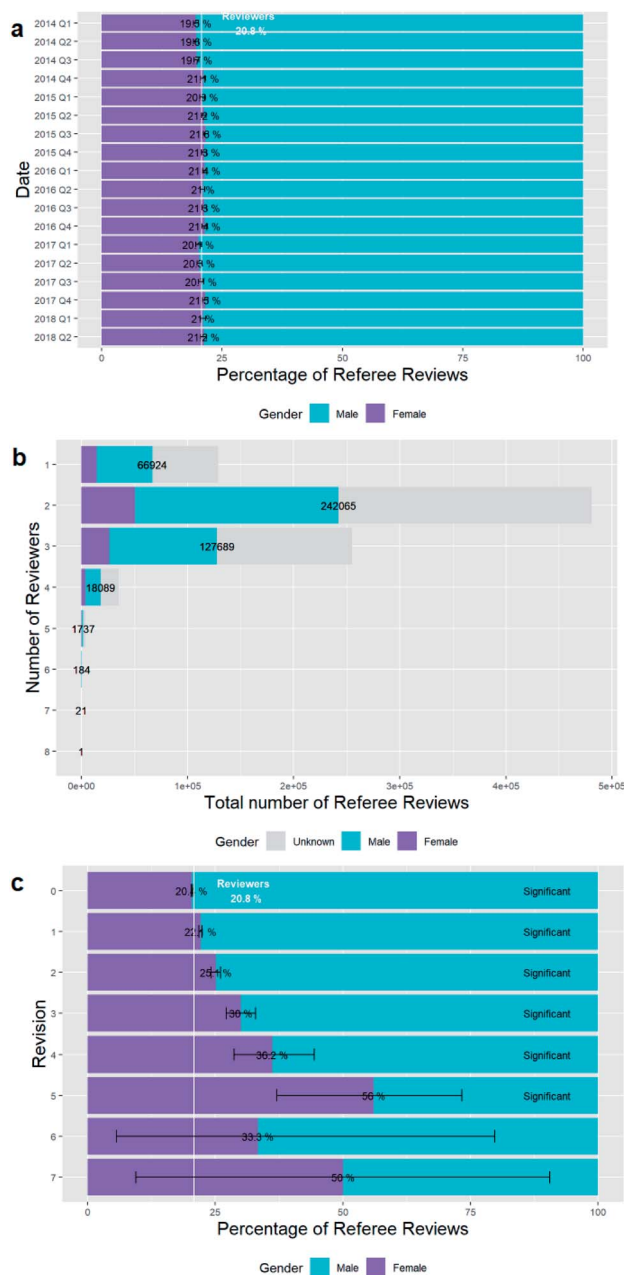 a
Reviewers
20.8 %
2014 Q1
2014 Q2
2014 Q3
2014 Q4
2015 Q1
2015 Q2
2015 Q3
2015 Q4
2016 Q1
2016 Q2
2016 Q3
2016 Q4
2017 Q1
2017 Q2
2017 Q3
2017 Q4
2018 Q1
2018 Q2
Date
0 25 50 75 100
Percentage of Referee Reviews
Gender Male Female
b
1 66924
2 242065
3 127689
4 18089
5 1737
6 184
7 21
8 1
Number of Reviewers
0e+00 1e+05 2e+05 3e+05 4e+05 5e+05
Total number of Referee Reviews
Gender Unknown Male Female
c
Reviewers
20.8 %
0 Significant
1 Significant
2 Significant
3 30 % Significant
4 36.2 % Significant
5 56 % Significant
6 33.3 %
7 50 %
Revision
0 25 50 75 100
Percentage of Referee Reviews
Gender Male Female